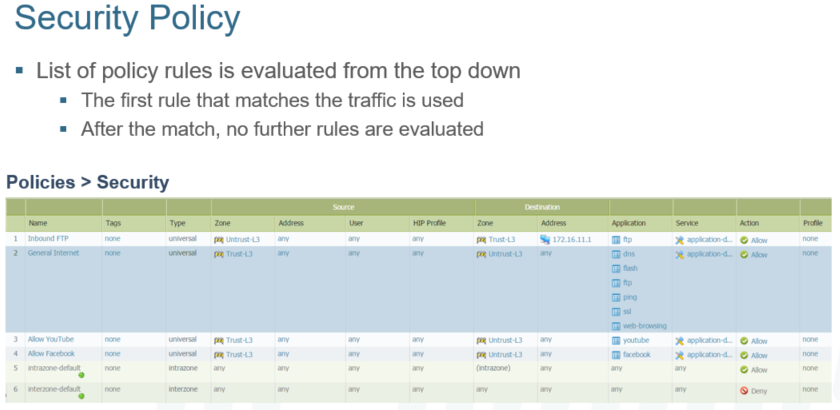 Security Policy
▪ List of policy rules is evaluated from the top down
▪ The first rule that matches the traffic is used
▪ After the match, no further rules are evaluated
Policies > Security
Source Destination
Name Tags Type Zone Address User HIP Profile Zone Address Application Service Action Profile
1 Inbound FTP none universal Untrust-L3 any any any Trust-L3 172.16.11.1 ftp application-d... Allow none
2 General Internet none universal Trust-L3 any any any Untrust-L3 any dns application-d... Allow none
flash
ftp
ping
ssl
web-browsing
3 Allow YouTube none universal Trust-L3 any any any Untrust-L3 any youtube application-d... Allow none
4 Allow Facebook none universal Trust-L3 any any any Untrust-L3 any facebook application-d... Allow none
5 intrazone-default none intrazone any any any any (intrazone) any any any Allow none
6 interzone-default none interzone any any any any any any any any Deny none